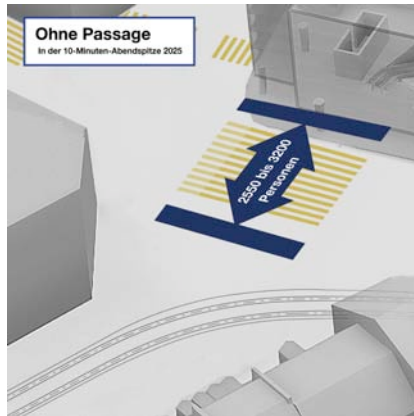 Ohne Passage
In der 10-Minuten-Abendspitze 2025
2550 bis 3200
Personen